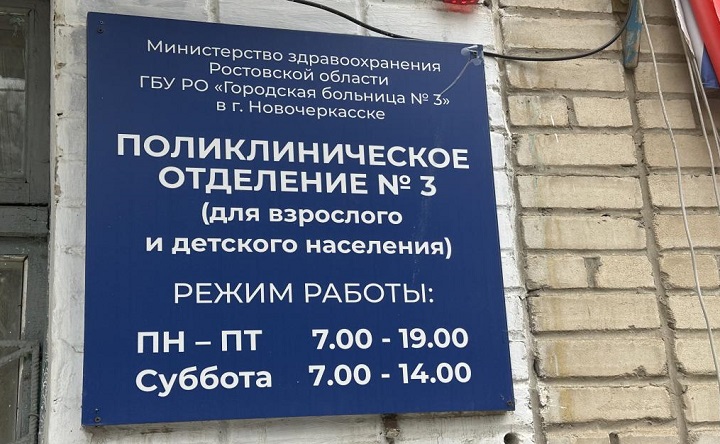 Министерство здравоохранения
Ростовской области
ГБУ РО «Городская больница № 3»
в г. Новочеркасске
ПОЛИКЛИНИЧЕСКОЕ
ОТДЕЛЕНИЕ № 3
(для взрослого
и детского населения)
РЕЖИМ РАБОТЫ:
ПН – ПТ 7.00 - 19.00
Суббота 7.00 - 14.00